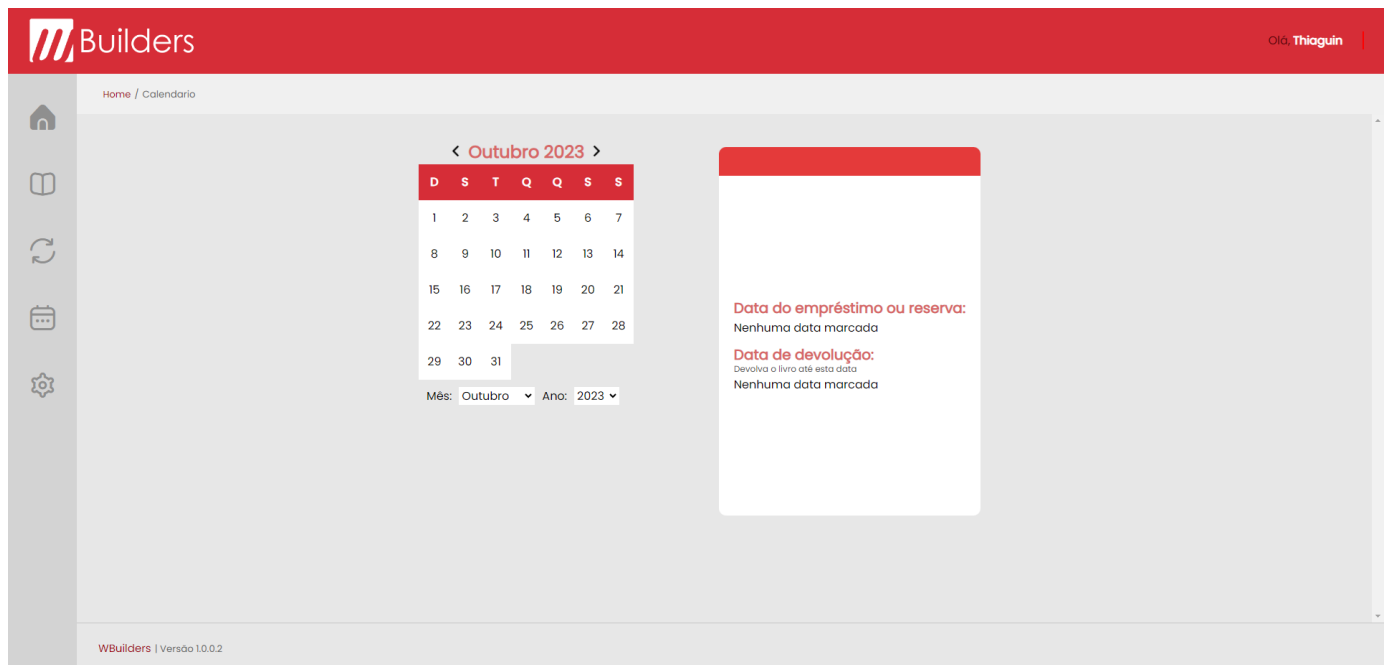 Builders
Olá, Thiaguin
Home / Calendario
Outubro 2023
D S T Q Q S S
1 2 3 4 5 6 7
8 9 10 11 12 13 14
15 16 17 18 19 20 21
22 23 24 25 26 27 28
29 30 31
Mês: Outubro Ano: 2023
Data do empréstimo ou reserva:
Nenhuma data marcada
Data de devolução:
Devolva o livro até esta data
Nenhuma data marcada
WBuilders | Versão 1.0.0.2